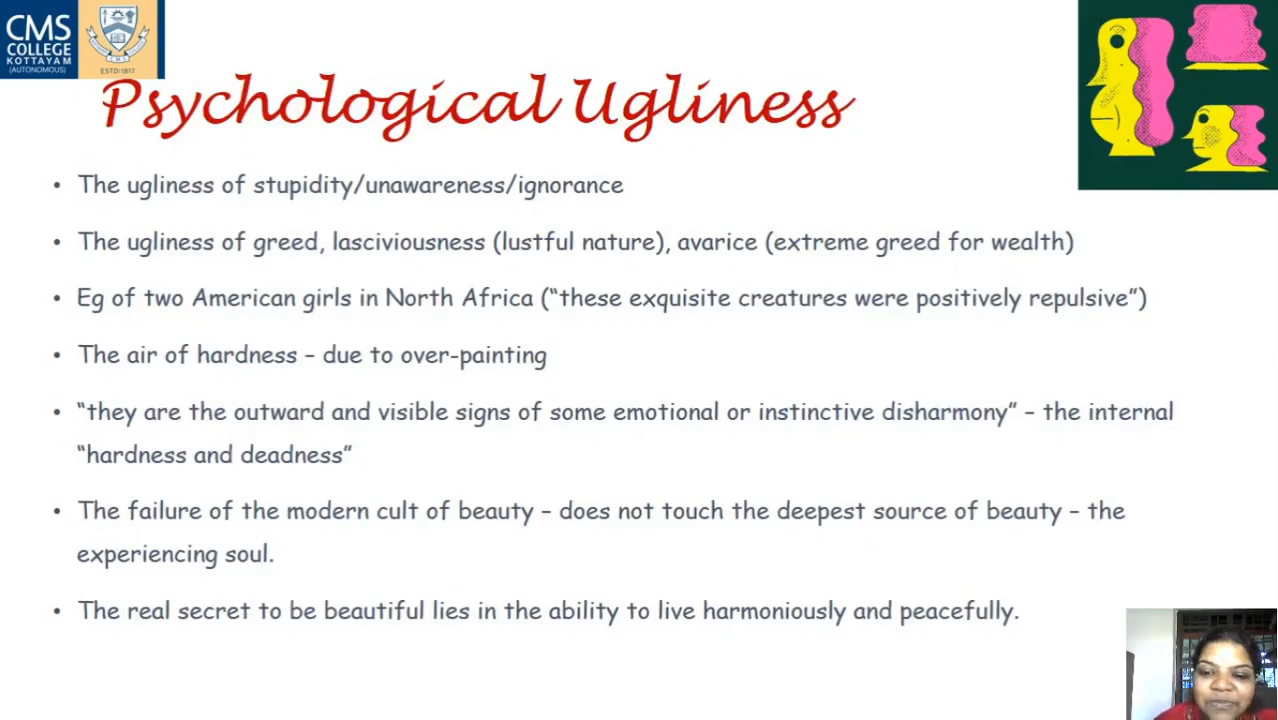 CMS
COLLEGE
KOTTAYAM
(AUTONOMOUS)
ESTD:1817
Psychological Ugliness
• The ugliness of stupidity/unawareness/ignorance
• The ugliness of greed, lasciviousness (lustful nature), avarice (extreme greed for wealth)
• Eg of two American girls in North Africa (“these exquisite creatures were positively repulsive”)
• The air of hardness – due to over-painting
• “they are the outward and visible signs of some emotional or instinctive disharmony” – the internal
“hardness and deadness”
• The failure of the modern cult of beauty – does not touch the deepest source of beauty – the
experiencing soul.
• The real secret to be beautiful lies in the ability to live harmoniously and peacefully.